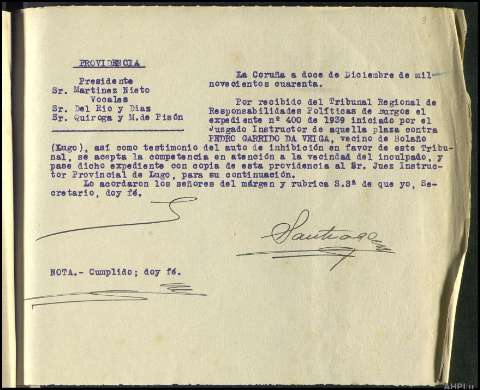 3
PROVIDENCIA
Presidente
Sr. Martinez Nieto
Vocales
Sr. Del Rio y Diaz
Sr. Quiroga y M. de Pisón
La Coruña a doce de Diciembre de mil
novecientos cuarenta.
Por recibido del Tribunal Regional de
Responsabilidades Políticas de Burgos el
expediente nº 400 de 1939 iniciado por el
Juzgado Instructor de aquella plaza contra
PEDRO GARRIDO DA VEIGA, vecino de Bolaño
(Lugo), así como testimonio del auto de inhibición en favor de este Tribu-
nal, se acepta la competencia en atención a la vecindad del inculpado, y
pase dicho expediente con copia de esta providencia al Sr. Juez Instruc-
tor Provincial de Lugo, para su continuación.
Lo acordaron los señores del márgen y rubrica S.Sª de que yo, Se-
cretario, doy fé.
Santiago
NOTA.- Cumplido; doy fé.
AHPLu